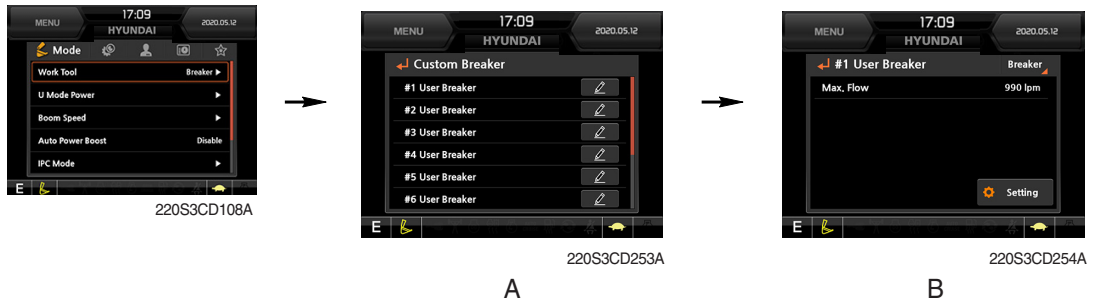 MENU 17:09 2020.05.12
HYUNDAI
Mode
Work Tool Breaker ▶
U Mode Power ▶
Boom Speed ▶
Auto Power Boost Disable
IPC Mode ▶
E
220S3CD108A
MENU 17:09 2020.05.12
HYUNDAI
Custom Breaker
#1 User Breaker
#2 User Breaker
#3 User Breaker
#4 User Breaker
#5 User Breaker
#6 User Breaker
E
220S3CD253A
A
MENU 17:09 2020.05.12
HYUNDAI
#1 User Breaker Breaker
Max. Flow 990 lpm
Setting
E
220S3CD254A
B